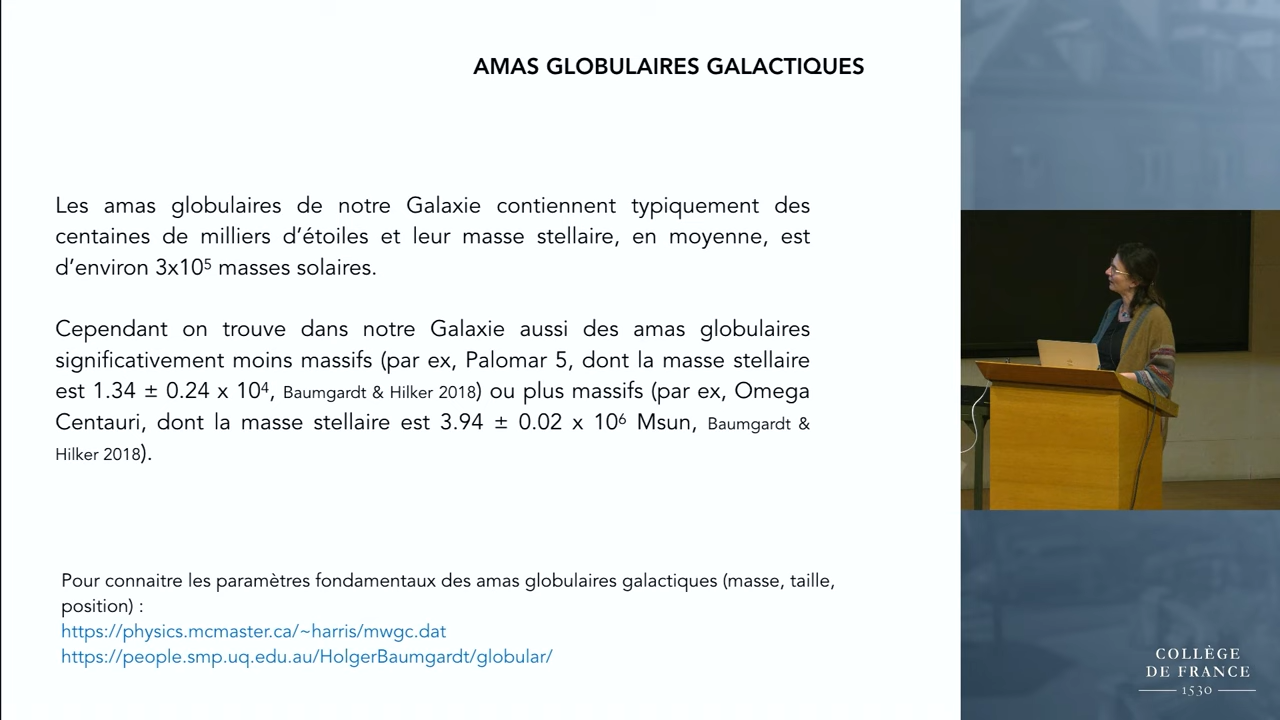 AMAS GLOBULAIRES GALACTIQUES
Les amas globulaires de notre Galaxie contiennent typiquement des
centaines de milliers d’étoiles et leur masse stellaire, en moyenne, est
d’environ 3x10⁵ masses solaires.
Cependant on trouve dans notre Galaxie aussi des amas globulaires
significativement moins massifs (par ex, Palomar 5, dont la masse stellaire
est 1.34 ± 0.24 x 10⁴, Baumgardt & Hilker 2018) ou plus massifs (par ex, Omega
Centauri, dont la masse stellaire est 3.94 ± 0.02 x 10⁶ Msun, Baumgardt &
Hilker 2018).
Pour connaitre les paramètres fondamentaux des amas globulaires galactiques (masse, taille,
position) :
https://physics.mcmaster.ca/~harris/mwgc.dat
https://people.smp.uq.edu.au/HolgerBaumgardt/globular/
COLLÈGE
DE FRANCE
1530